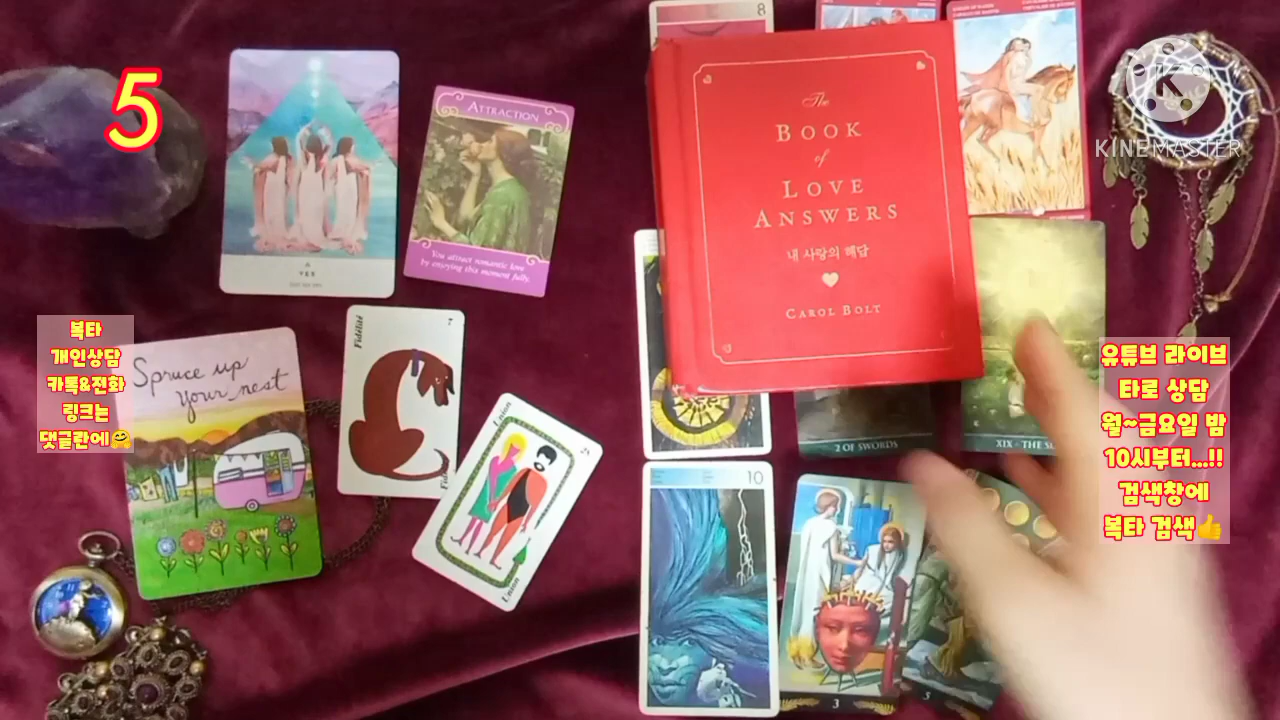 5
복타
개인상담
카톡&전화
링크는
댓글란에🤗
YES
ATTRACTION
You attract romantic love
by enjoying this moment fully.
Spruce up
your nest
Fidélité
Union
Union
8
The
BOOK
of
LOVE
ANSWERS
내 사랑의 해답
CAROL BOLT
2 OF SWORDS
10
3
5
K
KINEMASTER
유튜브 라이브
타로 상담
월~금요일 밤
10시부터...!!
검색창에
복타 검색👍